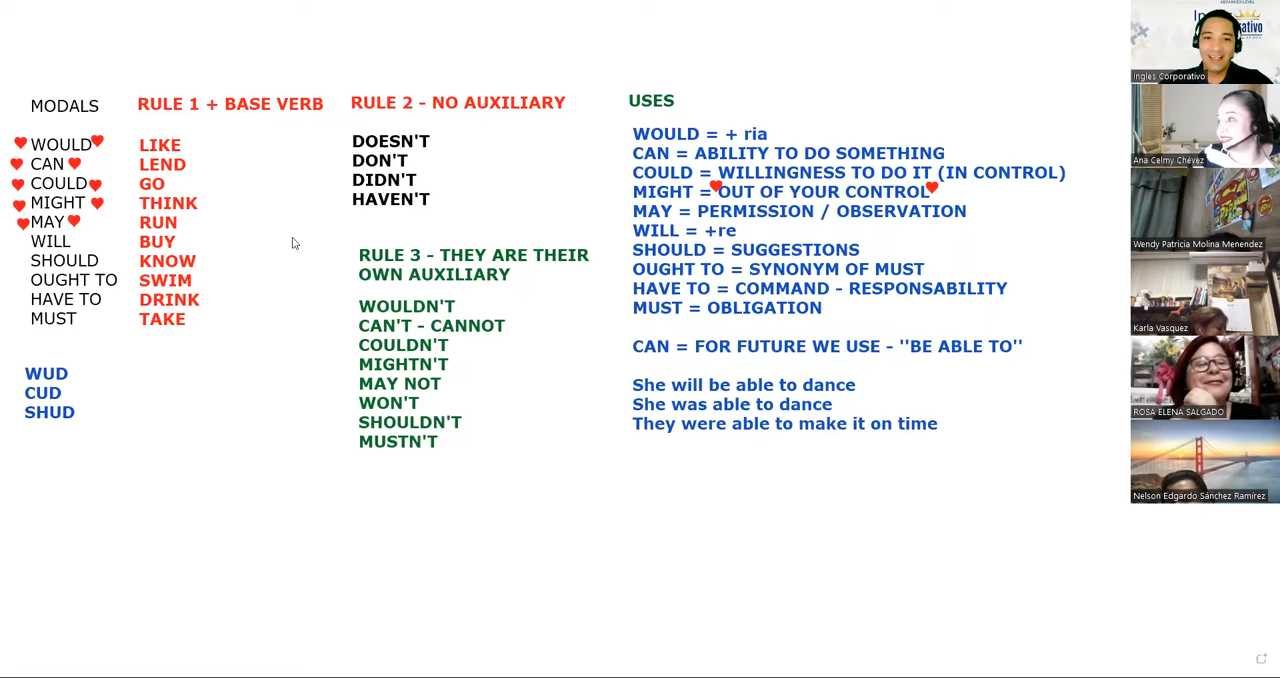 MODALS
WOULD
CAN
COULD
MIGHT
MAY
WILL
SHOULD
OUGHT TO
HAVE TO
MUST
WUD
CUD
SHUD
RULE 1 + BASE VERB
LIKE
LEND
GO
THINK
RUN
BUY
KNOW
SWIM
DRINK
TAKE
RULE 2 - NO AUXILIARY
DOESN'T
DON'T
DIDN'T
HAVEN'T
RULE 3 - THEY ARE THEIR
OWN AUXILIARY
WOULDN'T
CAN'T - CANNOT
COULDN'T
MIGHTN'T
MAY NOT
WON'T
SHOULDN'T
MUSTN'T
USES
WOULD = + ria
CAN = ABILITY TO DO SOMETHING
COULD = WILLINGNESS TO DO IT (IN CONTROL)
MIGHT = OUT OF YOUR CONTROL
MAY = PERMISSION / OBSERVATION
WILL = +re
SHOULD = SUGGESTIONS
OUGHT TO = SYNONYM OF MUST
HAVE TO = COMMAND - RESPONSABILITY
MUST = OBLIGATION
CAN = FOR FUTURE WE USE - ''BE ABLE TO''
She will be able to dance
She was able to dance
They were able to make it on time
Ingles Corporativo
Ana Celmy Chévez
Wendy Patricia Molina Menendez
Karla Vasquez
ROSA ELENA SALGADO
Nelson Edgardo Sánchez Ramírez